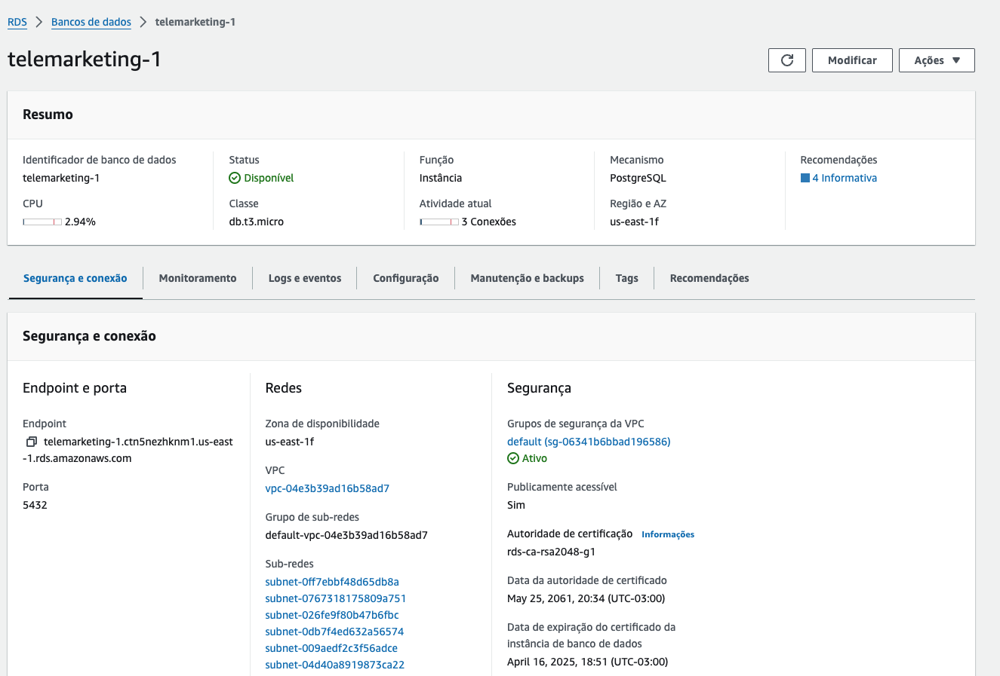 RDS > Bancos de dados > telemarketing-1
telemarketing-1
Modificar
Ações
Resumo
Identificador de banco de dados
telemarketing-1
CPU
2.94%
Status
Disponível
Classe
db.t3.micro
Função
Instância
Atividade atual
3 Conexões
Mecanismo
PostgreSQL
Região e AZ
us-east-1f
Recomendações
4 Informativa
Segurança e conexão
Monitoramento
Logs e eventos
Configuração
Manutenção e backups
Tags
Recomendações
Segurança e conexão
Endpoint e porta
Endpoint
telemarketing-1.ctn5nezhknm1.us-east
-1.rds.amazonaws.com
Porta
5432
Redes
Zona de disponibilidade
us-east-1f
VPC
vpc-04e3b39ad16b58ad7
Grupo de sub-redes
default-vpc-04e3b39ad16b58ad7
Sub-redes
subnet-0ff7ebbf48d65db8a
subnet-0767318175809a751
subnet-026fe9f80b47b6fbc
subnet-0db7f4ed632a56574
subnet-009aedf2c3f56adce
subnet-04d40a8919873ca22
Segurança
Grupos de segurança da VPC
default (sg-06341b6bbad196586)
Ativo
Publicamente acessível
Sim
Autoridade de certificação Informações
rds-ca-rsa2048-g1
Data da autoridade de certificado
May 25, 2061, 20:34 (UTC-03:00)
Data de expiração do certificado da
instância de banco de dados
April 16, 2025, 18:51 (UTC-03:00)